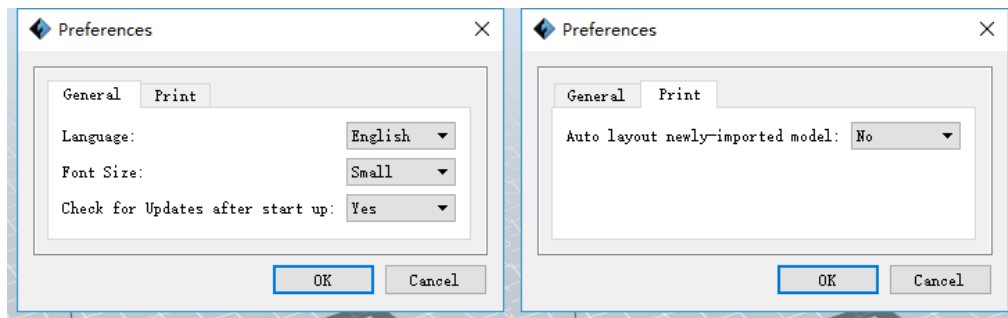 Preferences
General Print
Language: English
Font Size: Small
Check for Updates after start up: Yes
OK Cancel
Preferences
General Print
Auto layout newly-imported model: No
OK Cancel